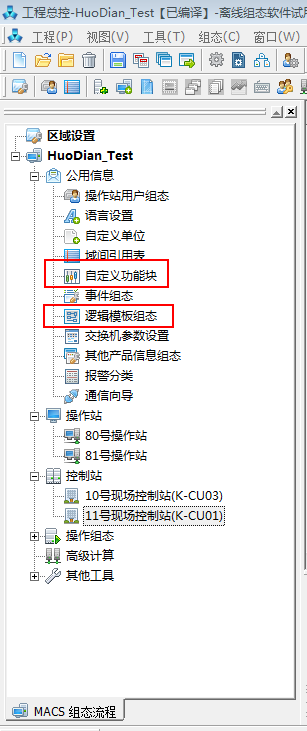 工程总控-HuoDian_Test【已编译】-离线组态软件试用
工程(P) 视图(V) 工具(T) 组态(C) 窗口(W)
区域设置
HuoDian_Test
公用信息
操作站用户组态
语言设置
自定义单位
域间引用表
自定义功能块
事件组态
逻辑模板组态
交换机参数设置
其他产品信息组态
报警分类
通信向导
操作站
80号操作站
81号操作站
控制站
10号现场控制站(K-CU03)
11号现场控制站(K-CU01)
操作组态
高级计算
其他工具
MACS 组态流程